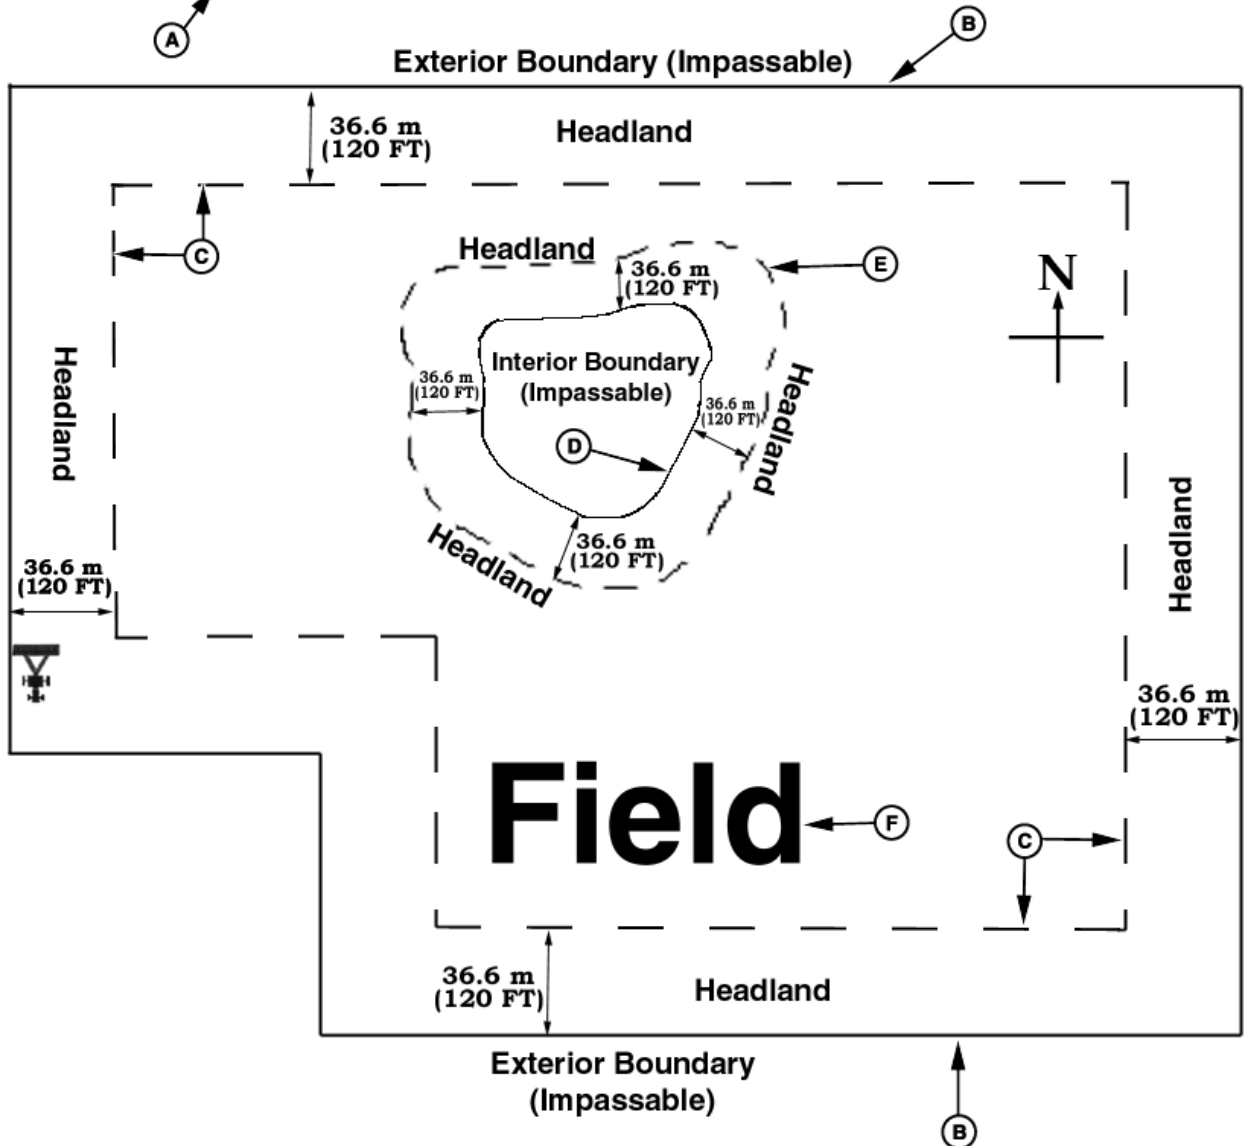 A
B
Exterior Boundary (Impassable)
36.6 m
(120 FT)
Headland
C
Headland
36.6 m
(120 FT)
E
N
Headland
Interior Boundary
(Impassable)
36.6 m
(120 FT)
36.6 m
(120 FT)
Headland
D
Headland
36.6 m
(120 FT)
Headland
36.6 m
(120 FT)
36.6 m
(120 FT)
Field
F
C
36.6 m
(120 FT)
Headland
Exterior Boundary
(Impassable)
B